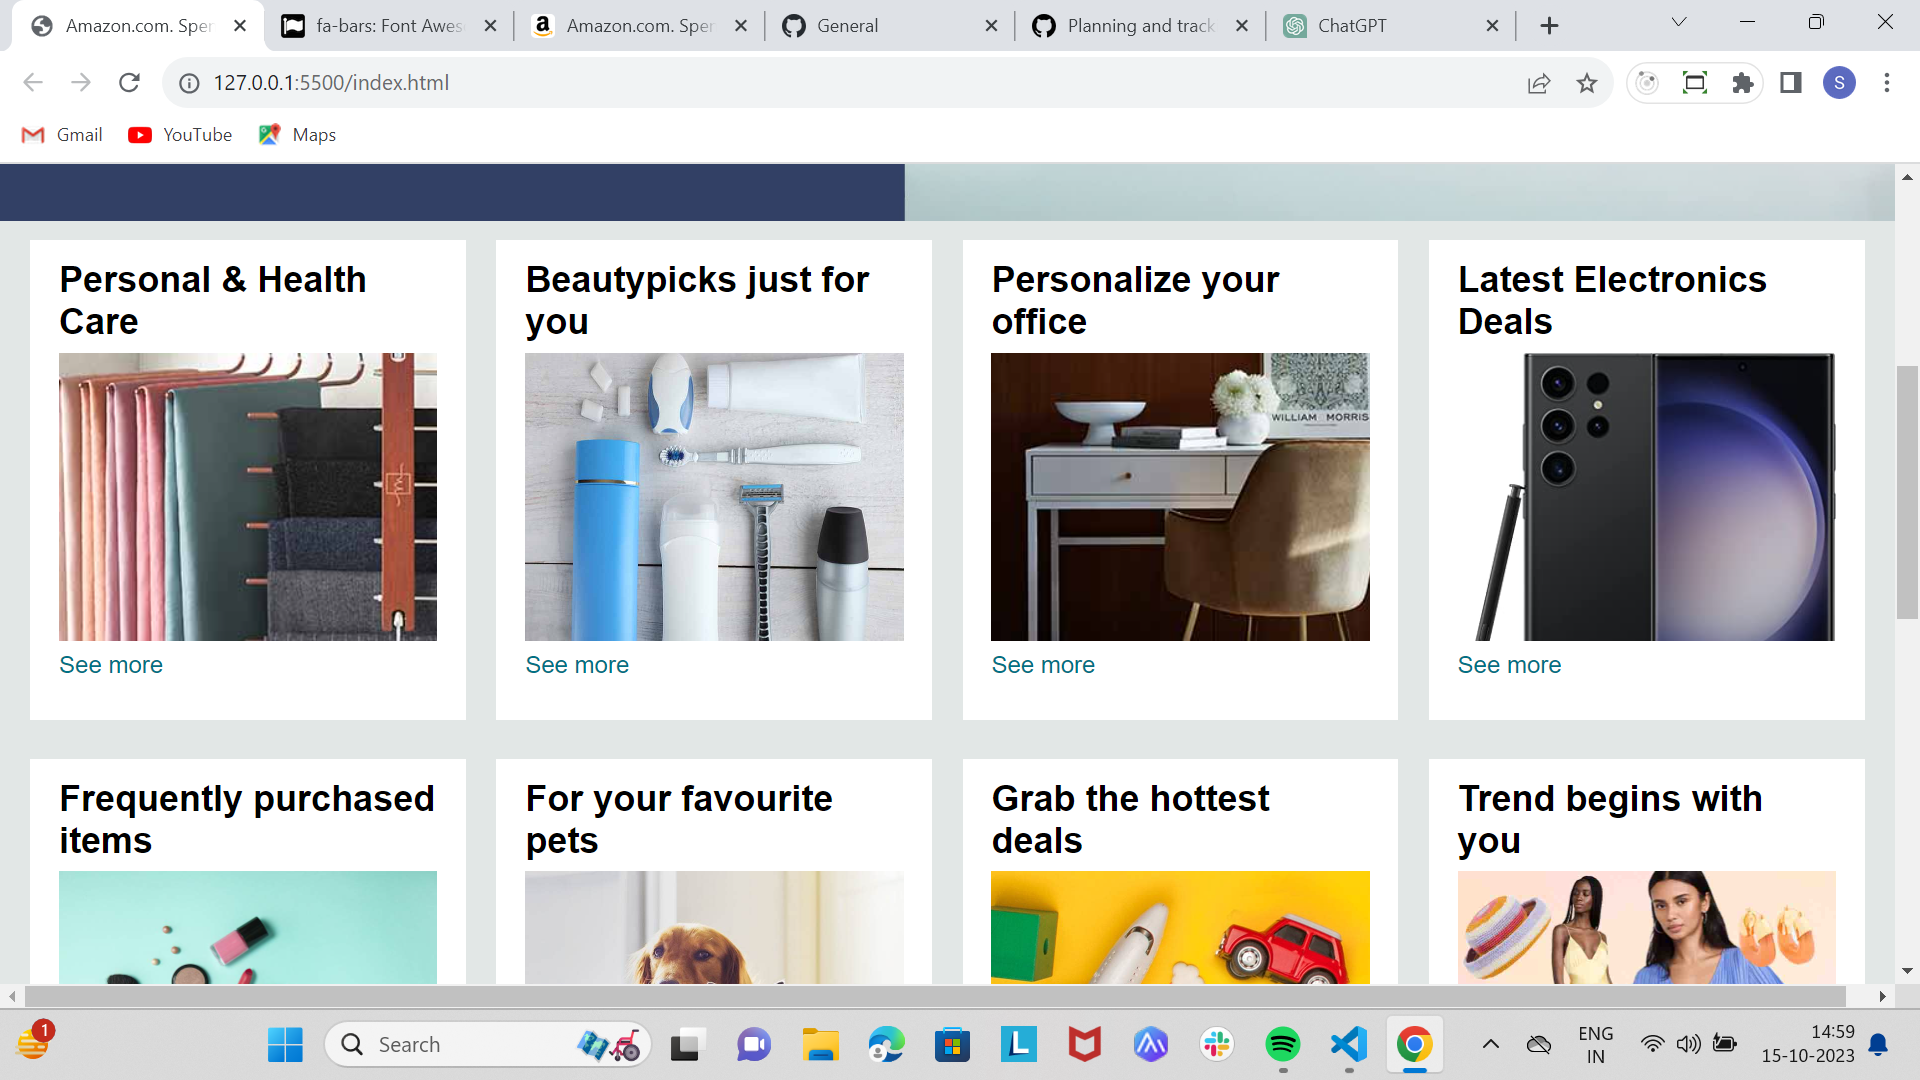 Amazon.com. Sper
fa-bars: Font Awes
Amazon.com. Sper
General
Planning and track
ChatGPT
127.0.0.1:5500/index.html
S
Gmail
YouTube
Maps
Personal & Health
Care
Beautypicks just for
you
Personalize your
office
Latest Electronics
Deals
WILLIAM MORRIS
See more
See more
See more
See more
Frequently purchased
items
For your favourite
pets
Grab the hottest
deals
Trend begins with
you
1
Search
ENG
IN
14:59
15-10-2023